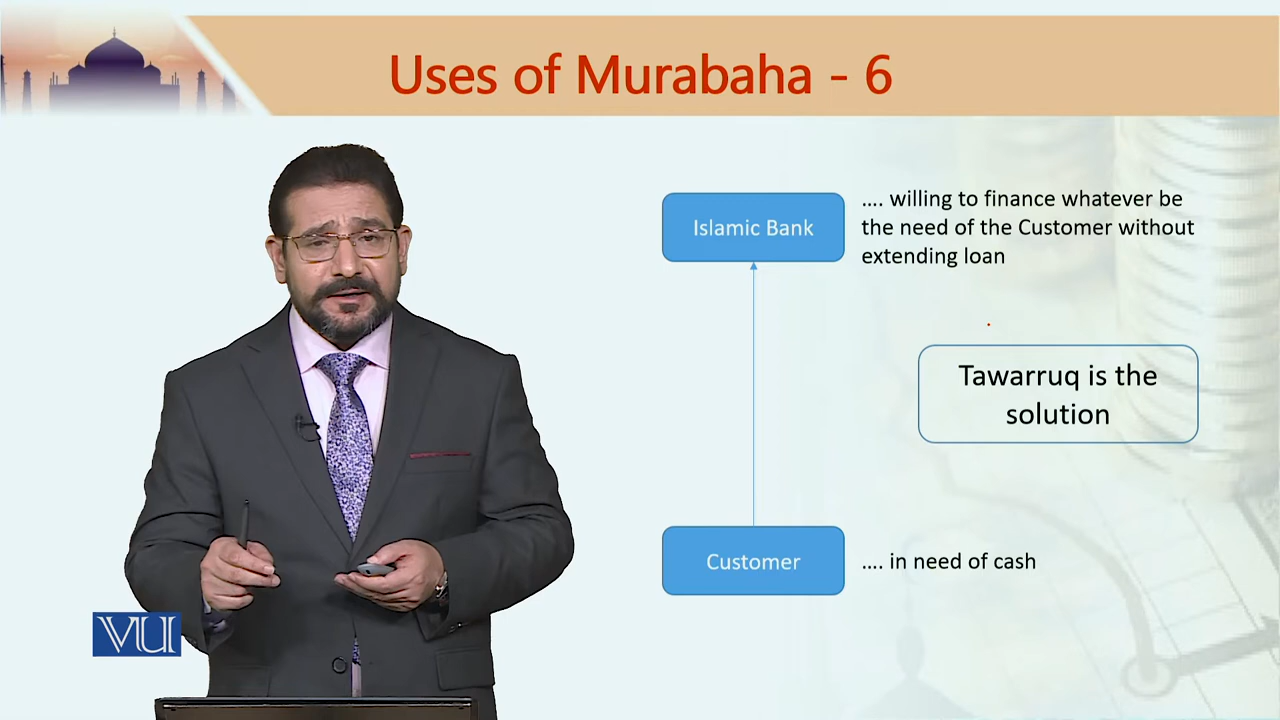 Uses of Murabaha - 6
Islamic Bank
.... willing to finance whatever be
the need of the Customer without
extending loan
Tawarruq is the
solution
Customer
.... in need of cash
VU